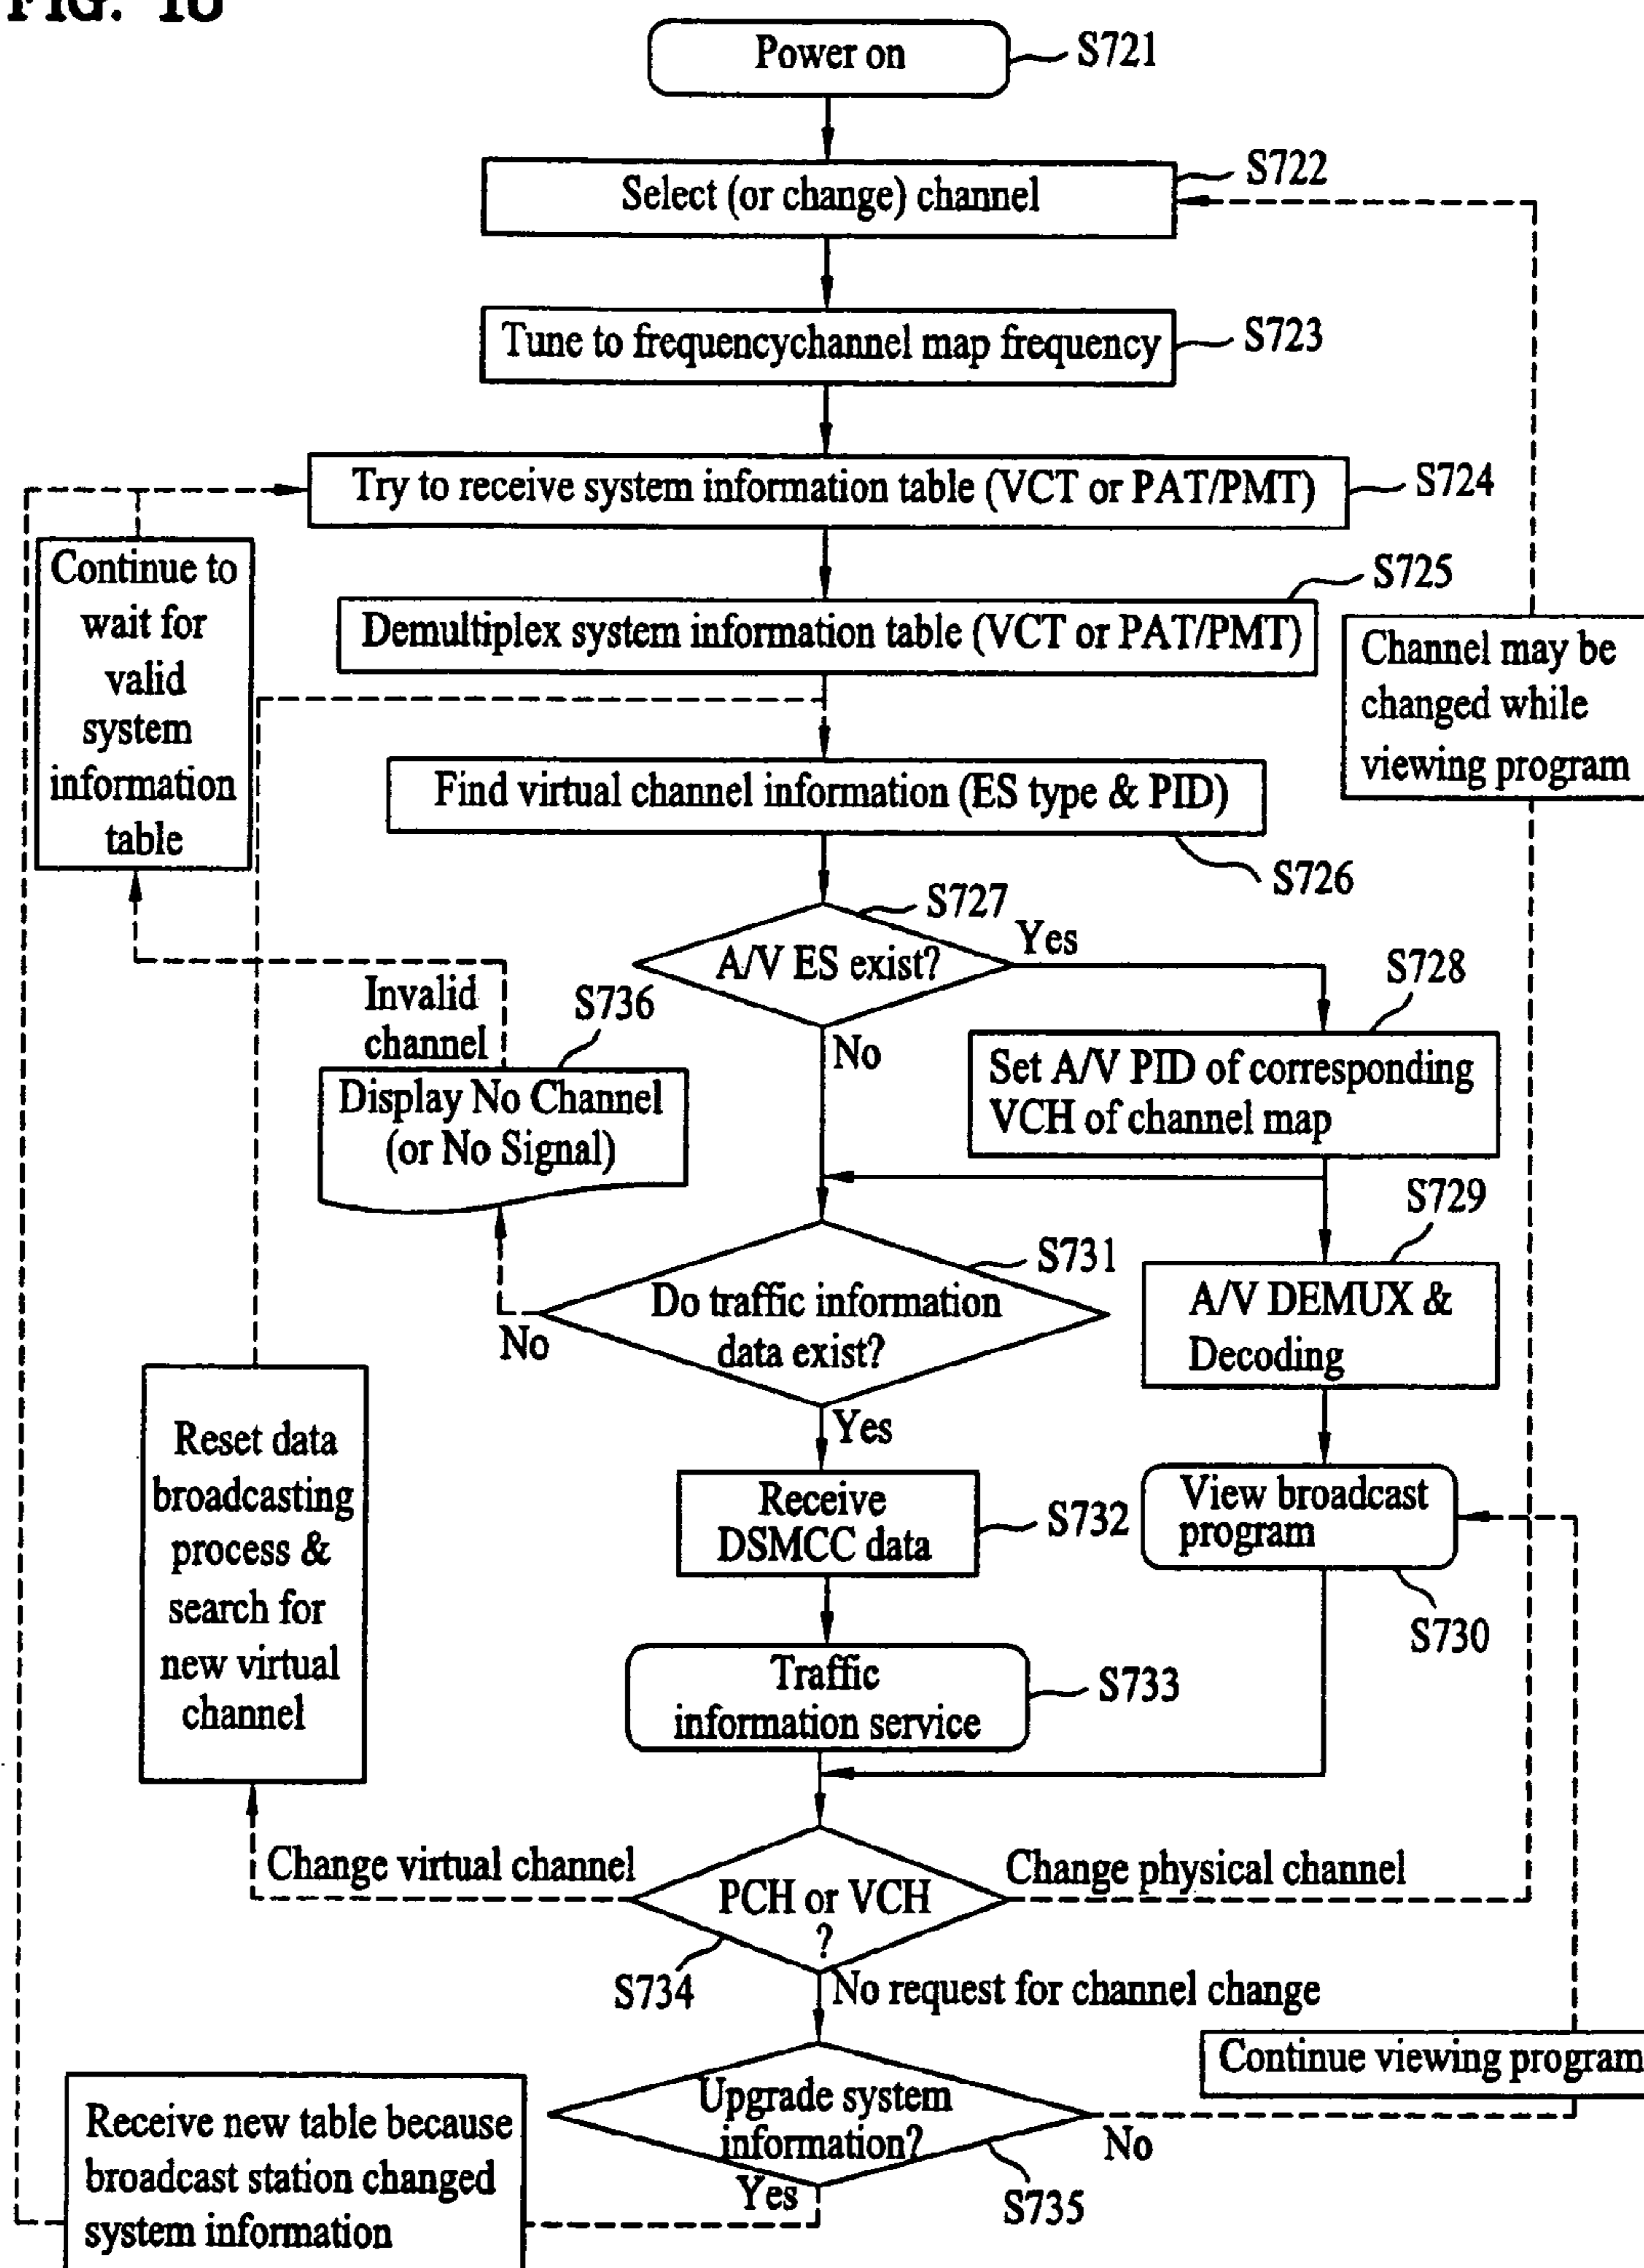 FIG. 18
Power on
S721
Select (or change) channel
S722
Tune to frequencychannel map frequency
S723
Try to receive system information table (VCT or PAT/PMT)
S724
Continue to
wait for
valid
system
information
table
Demultiplex system information table (VCT or PAT/PMT)
S725
Channel may be
changed while
viewing program
Find virtual channel information (ES type & PID)
S726
A/V ES exist?
S727
Yes
No
Invalid
channel
S736
Display No Channel
(or No Signal)
S728
Set A/V PID of corresponding
VCH of channel map
S729
A/V DEMUX &
Decoding
S731
Do traffic information
data exist?
No
Yes
Reset data
broadcasting
process &
search for
new virtual
channel
Receive
DSMCC data
S732
View broadcast
program
S730
Traffic
information service
S733
Change virtual channel
PCH or VCH
?
Change physical channel
S734
No request for channel change
Continue viewing program
Upgrade system
information?
No
Yes
S735
Receive new table because
broadcast station changed
system information